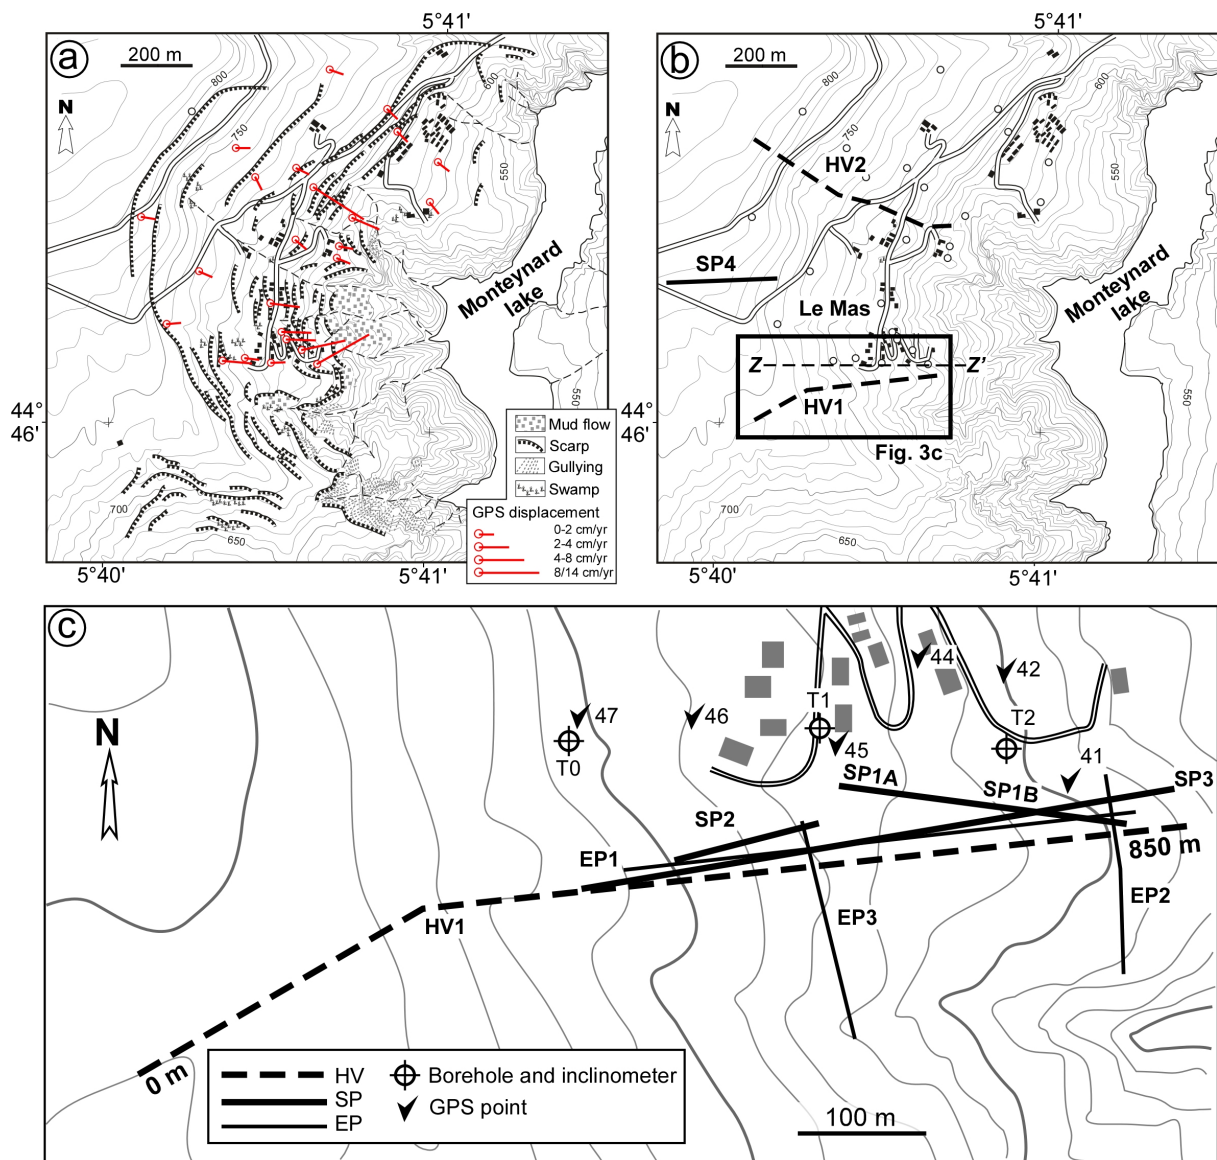 5°41'
5°41'
a
200 m
N
800
750
600
550
Monteynard
lake
44°
46'
700
650
5°40'
5°41'
Mud flow
Scarp
Gullying
Swamp
GPS displacement
0-2 cm/yr
2-4 cm/yr
4-8 cm/yr
8/14 cm/yr
b
200 m
N
800
750
600
550
HV2
SP4
Le Mas
Monteynard
lake
Z
Z'
HV1
Fig. 3c
44°
46'
550
700
650
5°40'
5°41'
c
N
47
T0
46
T1
45
44
42
T2
41
SP1A
SP1B
SP3
SP2
EP1
850 m
HV1
EP3
EP2
0 m
HV
SP
EP
Borehole and inclinometer
GPS point
100 m